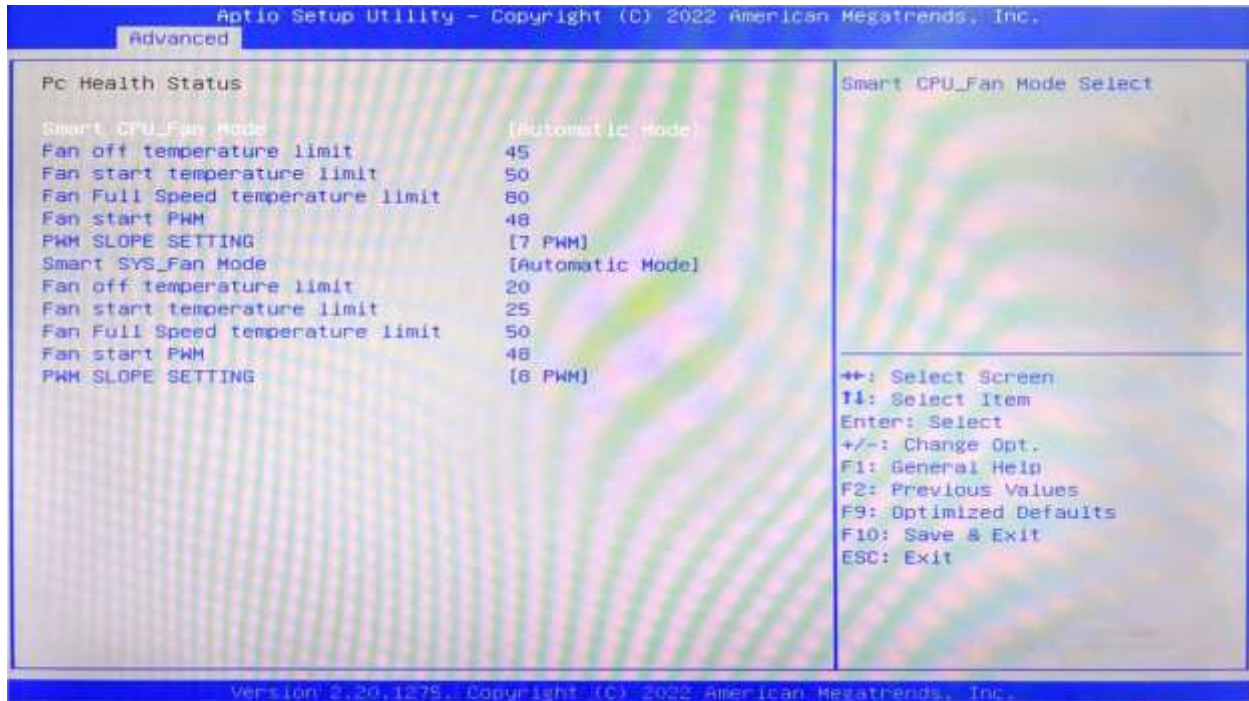 Aptio Setup Utility – Copyright (C) 2022 American Megatrends, Inc.
Advanced
Pc Health Status
Smart CPU_Fan Mode [Automatic Mode]
Fan off temperature limit 45
Fan start temperature limit 50
Fan Full Speed temperature limit 80
Fan start PWM 48
PWM SLOPE SETTING [7 PWM]
Smart SYS_Fan Mode [Automatic Mode]
Fan off temperature limit 20
Fan start temperature limit 25
Fan Full Speed temperature limit 50
Fan start PWM 48
PWM SLOPE SETTING [8 PWM]
Smart CPU_Fan Mode Select
→←: Select Screen
↑↓: Select Item
Enter: Select
+/-: Change Opt.
F1: General Help
F2: Previous Values
F9: Optimized Defaults
F10: Save & Exit
ESC: Exit
Version 2.20.1275. Copyright (C) 2022 American Megatrends, Inc.